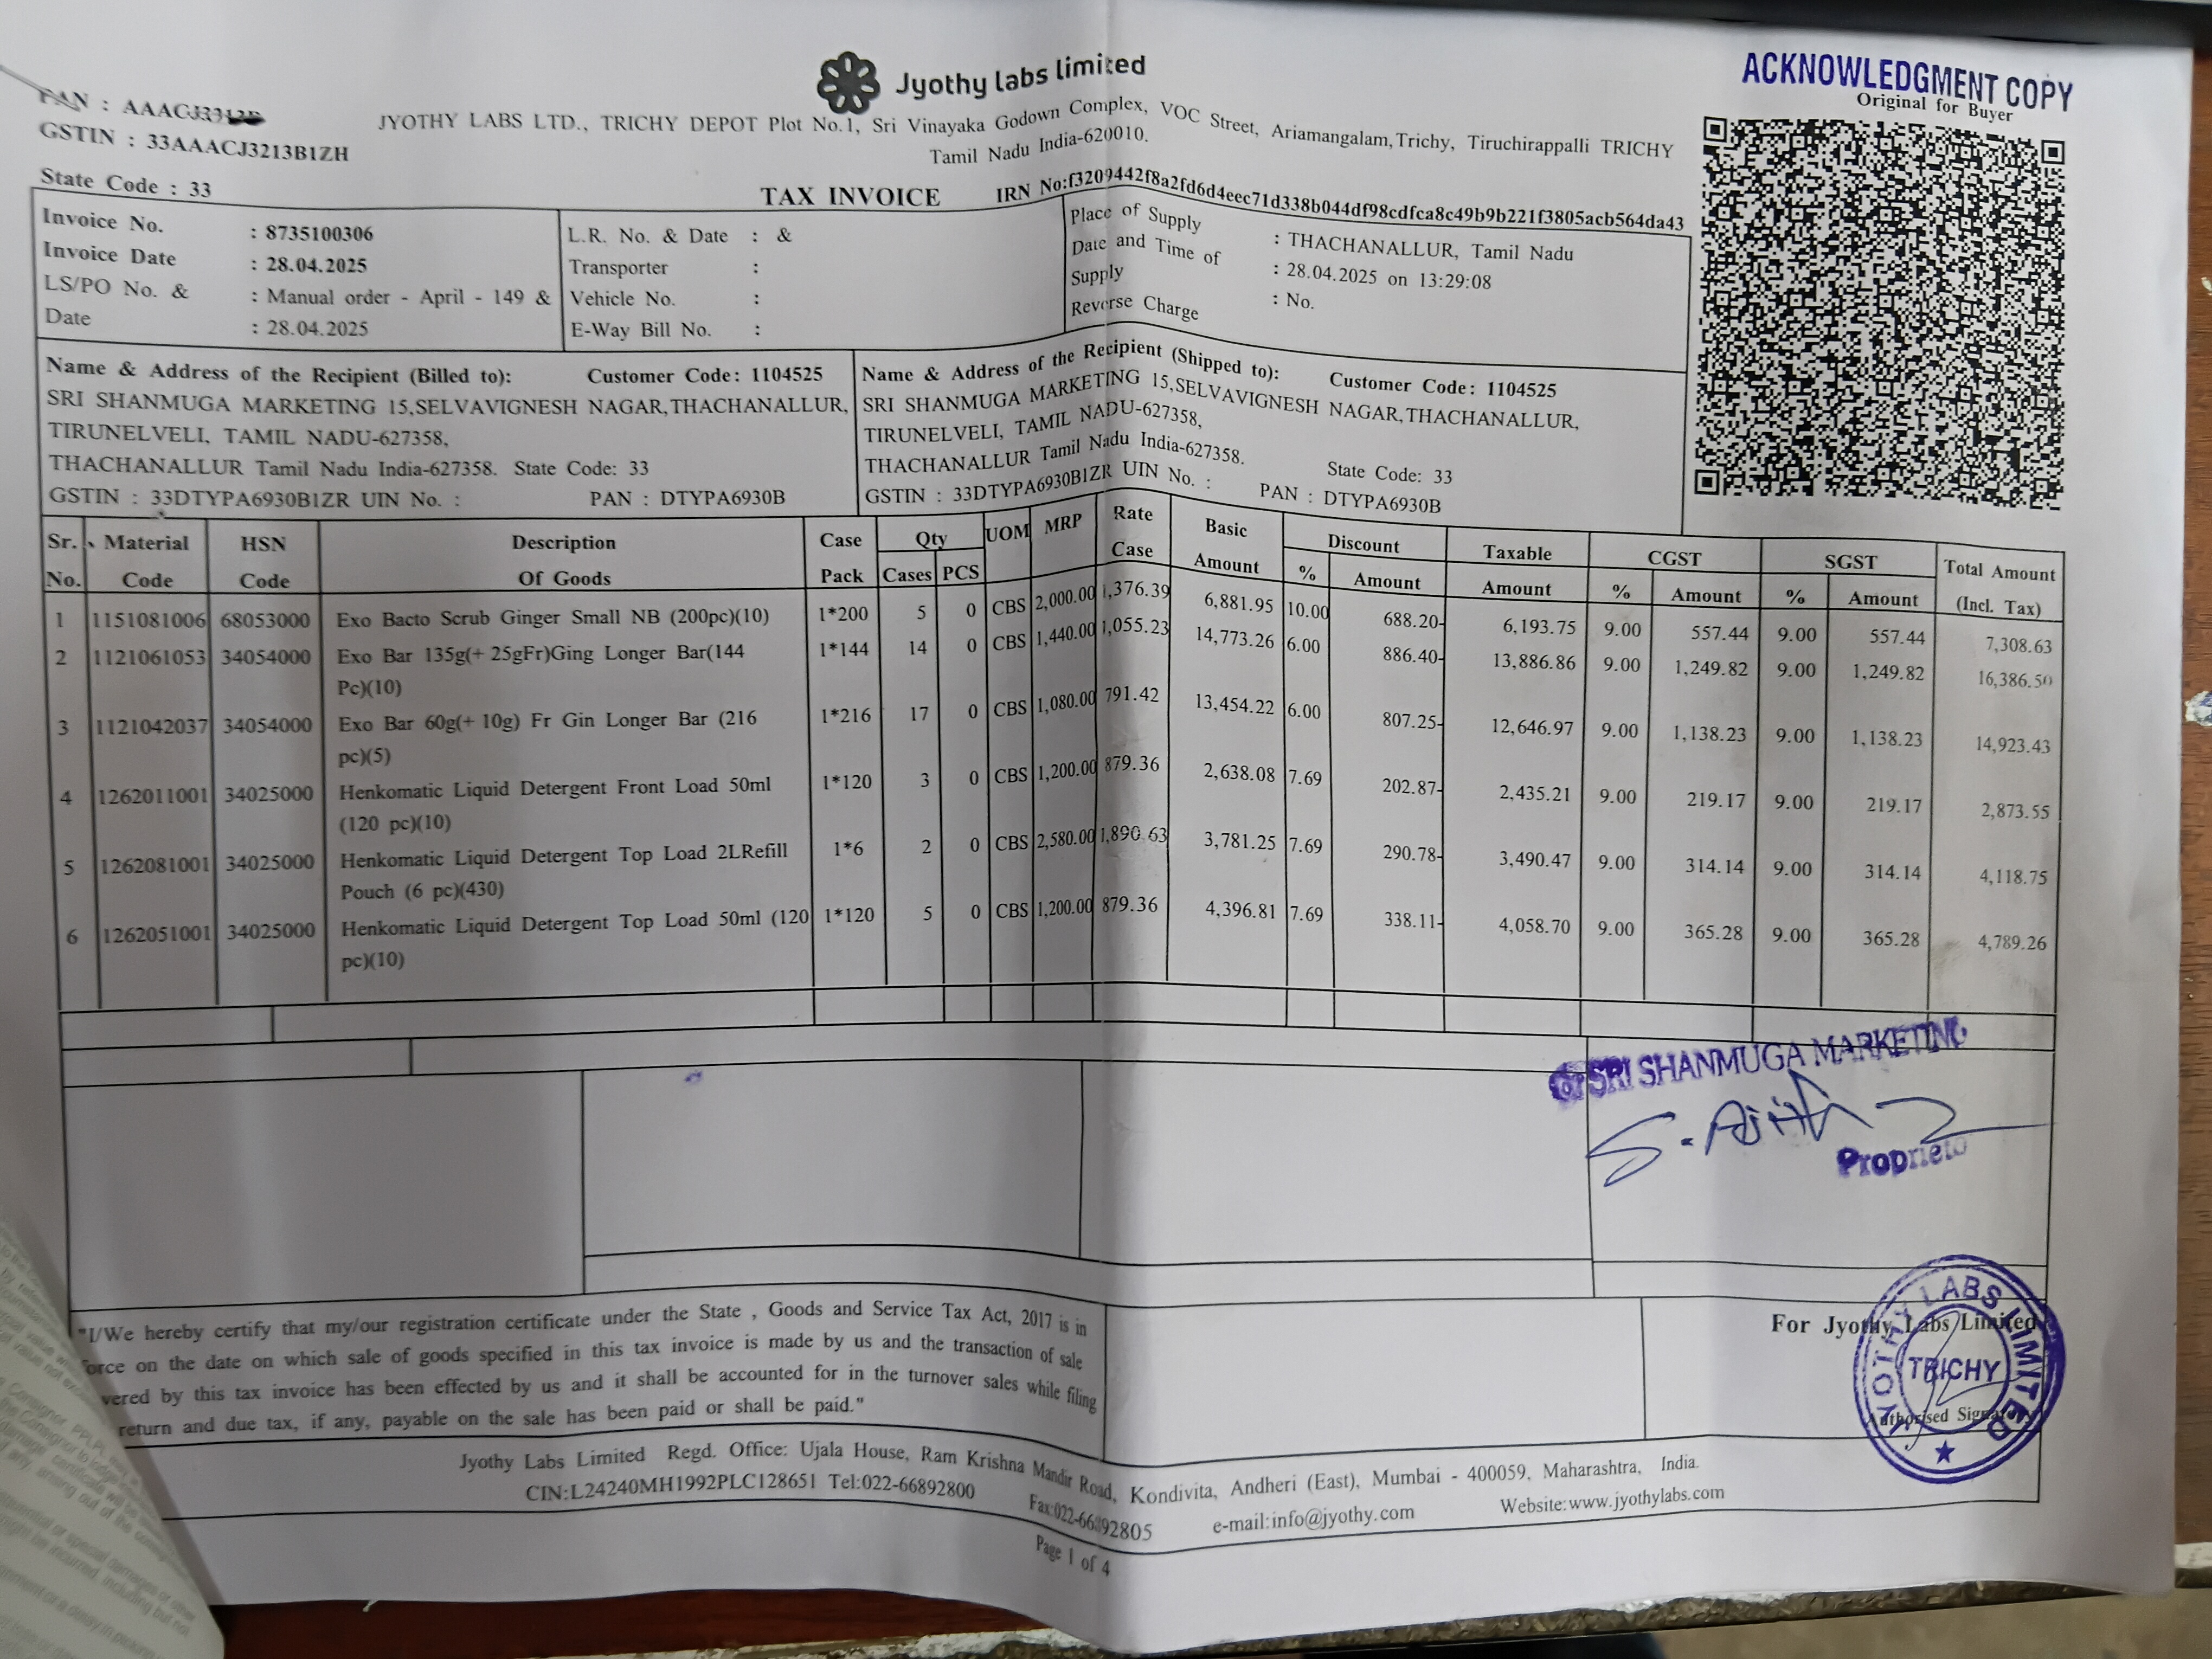 Jyothy labs limited
ACKNOWLEDGMENT COPY
Original for Buyer
PAN :
GSTIN : 33AAACJ3213B1ZH
State Code : 33
JYOTHY LABS LTD., TRICHY DEPOT Plot No.1, Sri Vinayaka Godown Complex, VOC Street, Ariamangalam,Trichy, Tiruchirappalli TRICHY
Tamil Nadu India-620010.
TAX INVOICE
IRN No:f3209442f8a2fd6d4eec71d338b044df98cdfca8c49b9b221f3805acb564da43
Invoice No. : 8735100306
Invoice Date : 28.04.2025
LS/PO No. & : Manual order - April - 149 &
Date : 28.04.2025
L.R. No. & Date : &
Transporter :
Vehicle No. :
E-Way Bill No. :
Place of Supply : THACHANALLUR, Tamil Nadu
Date and Time of : 28.04.2025 on 13:29:08
Supply
Reverse Charge : No.
Name & Address of the Recipient (Billed to): Customer Code: 1104525
SRI SHANMUGA MARKETING 15,SELVAVIGNESH NAGAR,THACHANALLUR,
TIRUNELVELI, TAMIL NADU-627358,
THACHANALLUR Tamil Nadu India-627358. State Code: 33
GSTIN : 33DTYPA6930B1ZR UIN No. : PAN : DTYPA6930B
Name & Address of the Recipient (Shipped to): Customer Code: 1104525
SRI SHANMUGA MARKETING 15,SELVAVIGNESH NAGAR,THACHANALLUR,
TIRUNELVELI, TAMIL NADU-627358,
THACHANALLUR Tamil Nadu India-627358. State Code: 33
GSTIN : 33DTYPA6930B1ZR UIN No. : PAN : DTYPA6930B
Sr. Material HSN Description Case Qty UOM MRP Rate Basic Discount Taxable CGST SGST Total Amount
No. Code Code Of Goods Pack Cases PCS Case Amount % Amount Amount % Amount % Amount (Incl. Tax)
1 1151081006 68053000 Exo Bacto Scrub Ginger Small NB (200pc)(10) 1*200 5 0 CBS 2,000.00 1,376.39 6,881.95 10.00 688.20- 6,193.75 9.00 557.44 9.00 557.44 7,308.63
2 1121061053 34054000 Exo Bar 135g(+ 25gFr)Ging Longer Bar(144 1*144 14 0 CBS 1,440.00 1,055.23 14,773.26 6.00 886.40- 13,886.86 9.00 1,249.82 9.00 1,249.82 16,386.50
Pc)(10)
3 1121042037 34054000 Exo Bar 60g(+ 10g) Fr Gin Longer Bar (216 1*216 17 0 CBS 1,080.00 791.42 13,454.22 6.00 807.25- 12,646.97 9.00 1,138.23 9.00 1,138.23 14,923.43
pc)(5)
4 1262011001 34025000 Henkomatic Liquid Detergent Front Load 50ml 1*120 3 0 CBS 1,200.00 879.36 2,638.08 7.69 202.87- 2,435.21 9.00 219.17 9.00 219.17 2,873.55
(120 pc)(10)
5 1262081001 34025000 Henkomatic Liquid Detergent Top Load 2LRefill 1*6 2 0 CBS 2,580.00 1,890.63 3,781.25 7.69 290.78- 3,490.47 9.00 314.14 9.00 314.14 4,118.75
Pouch (6 pc)(430)
6 1262051001 34025000 Henkomatic Liquid Detergent Top Load 50ml (120 1*120 5 0 CBS 1,200.00 879.36 4,396.81 7.69 338.11- 4,058.70 9.00 365.28 9.00 365.28 4,789.26
pc)(10)
For SRI SHANMUGA MARKETING
Proprieto
"I/We hereby certify that my/our registration certificate under the State , Goods and Service Tax Act, 2017 is in
orce on the date on which sale of goods specified in this tax invoice is made by us and the transaction of sale
vered by this tax invoice has been effected by us and it shall be accounted for in the turnover sales while filing
return and due tax, if any, payable on the sale has been paid or shall be paid."
For Jyothy Labs Limited
JYOTHY LABS LIMITED
TRICHY
Authorised Signatory
Jyothy Labs Limited Regd. Office: Ujala House, Ram Krishna Mandir Road, Kondivita, Andheri (East), Mumbai - 400059. Maharashtra, India.
CIN:L24240MH1992PLC128651 Tel:022-66892800 Fax:022-66892805 e-mail:info@jyothy.com Website:www.jyothylabs.com
Page 1 of 4